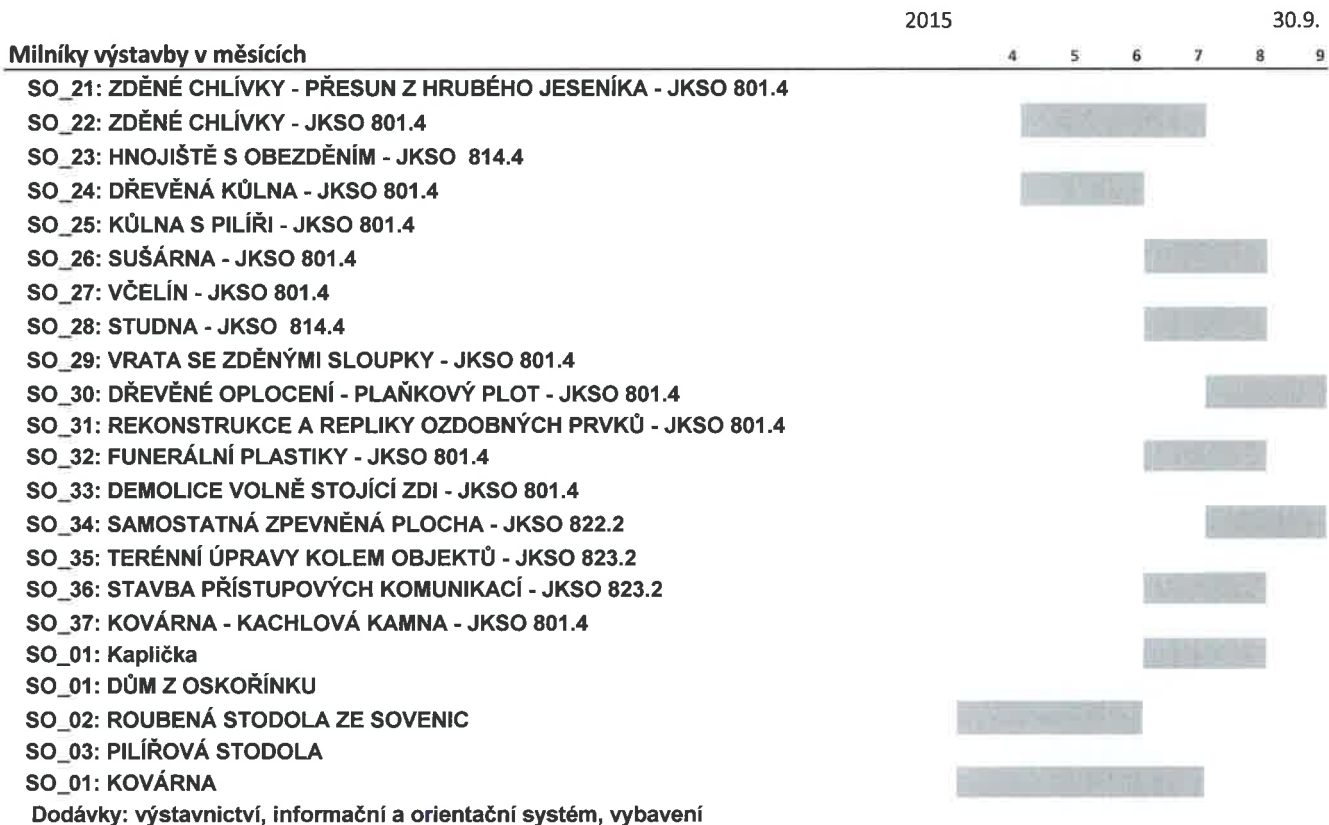 2015 30.9.
Milníky výstavby v měsících 4 5 6 7 8 9
SO_21: ZDĚNÉ CHLÍVKY - PŘESUN Z HRUBÉHO JESENÍKA - JKSO 801.4
SO_22: ZDĚNÉ CHLÍVKY - JKSO 801.4
SO_23: HNOJIŠTĚ S OBEZDĚNÍM - JKSO 814.4
SO_24: DŘEVĚNÁ KŮLNA - JKSO 801.4
SO_25: KŮLNA S PILÍŘI - JKSO 801.4
SO_26: SUŠÁRNA - JKSO 801.4
SO_27: VČELÍN - JKSO 801.4
SO_28: STUDNA - JKSO 814.4
SO_29: VRATA SE ZDĚNÝMI SLOUPKY - JKSO 801.4
SO_30: DŘEVĚNÉ OPLOCENÍ - PLAŇKOVÝ PLOT - JKSO 801.4
SO_31: REKONSTRUKCE A REPLIKY OZDOBNÝCH PRVKŮ - JKSO 801.4
SO_32: FUNERÁLNÍ PLASTIKY - JKSO 801.4
SO_33: DEMOLICE VOLNĚ STOJÍCÍ ZDI - JKSO 801.4
SO_34: SAMOSTATNÁ ZPEVNĚNÁ PLOCHA - JKSO 822.2
SO_35: TERÉNNÍ ÚPRAVY KOLEM OBJEKTŮ - JKSO 823.2
SO_36: STAVBA PŘÍSTUPOVÝCH KOMUNIKACÍ - JKSO 823.2
SO_37: KOVÁRNA - KACHLOVÁ KAMNA - JKSO 801.4
SO_01: Kaplička
SO_01: DŮM Z OSKOŘÍNKU
SO_02: ROUBENÁ STODOLA ZE SOVENIC
SO_03: PILÍŘOVÁ STODOLA
SO_01: KOVÁRNA
Dodávky: výstavnictví, informační a orientační systém, vybavení